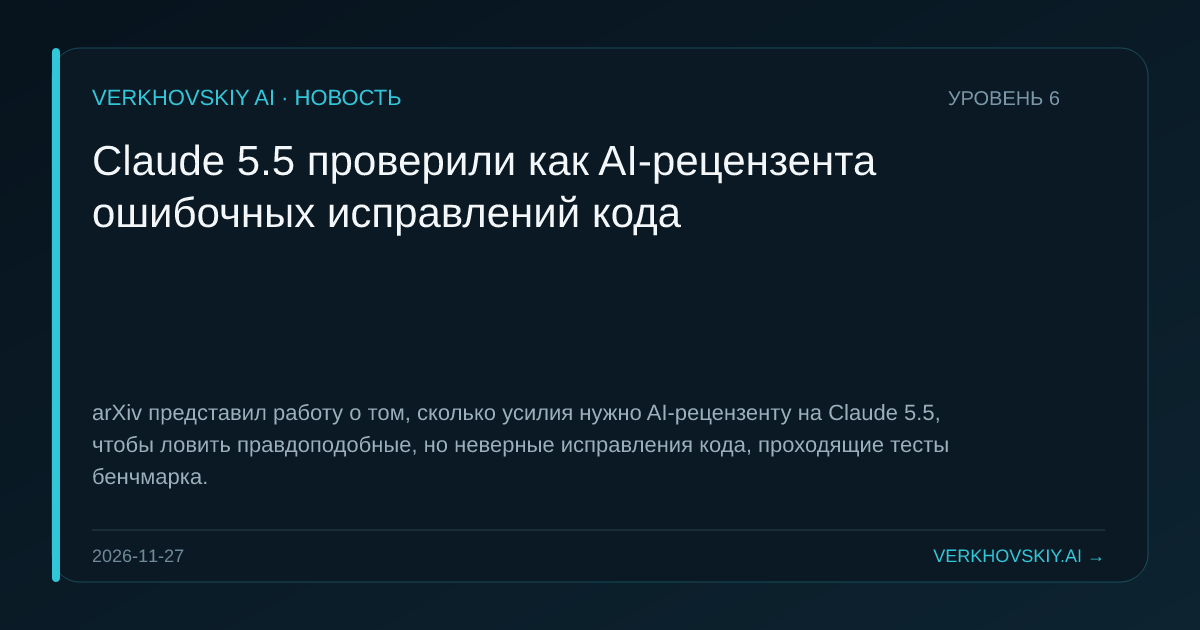 VERKHOVSKIY AI · НОВОСТЬ
УРОВЕНЬ 6
Claude 5.5 проверили как AI-рецензента
ошибочных исправлений кода
arXiv представил работу о том, сколько усилия нужно AI-рецензенту на Claude 5.5,
чтобы ловить правдоподобные, но неверные исправления кода, проходящие тесты
бенчмарка.
2026-11-27
VERKHOVSKIY.AI →